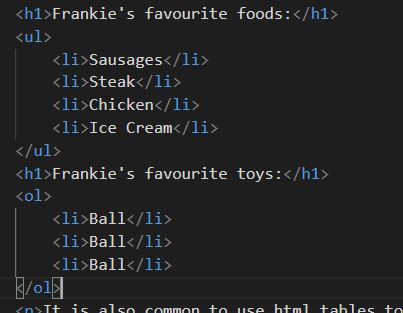 <h1>Frankie's favourite foods:</h1>
<ul>
<li>Sausages</li>
<li>Steak</li>
<li>Chicken</li>
<li>Ice Cream</li>
</ul>
<h1>Frankie's favourite toys:</h1>
<ol>
<li>Ball</li>
<li>Ball</li>
<li>Ball</li>
</ol>
<p>It is also common to use html tables to